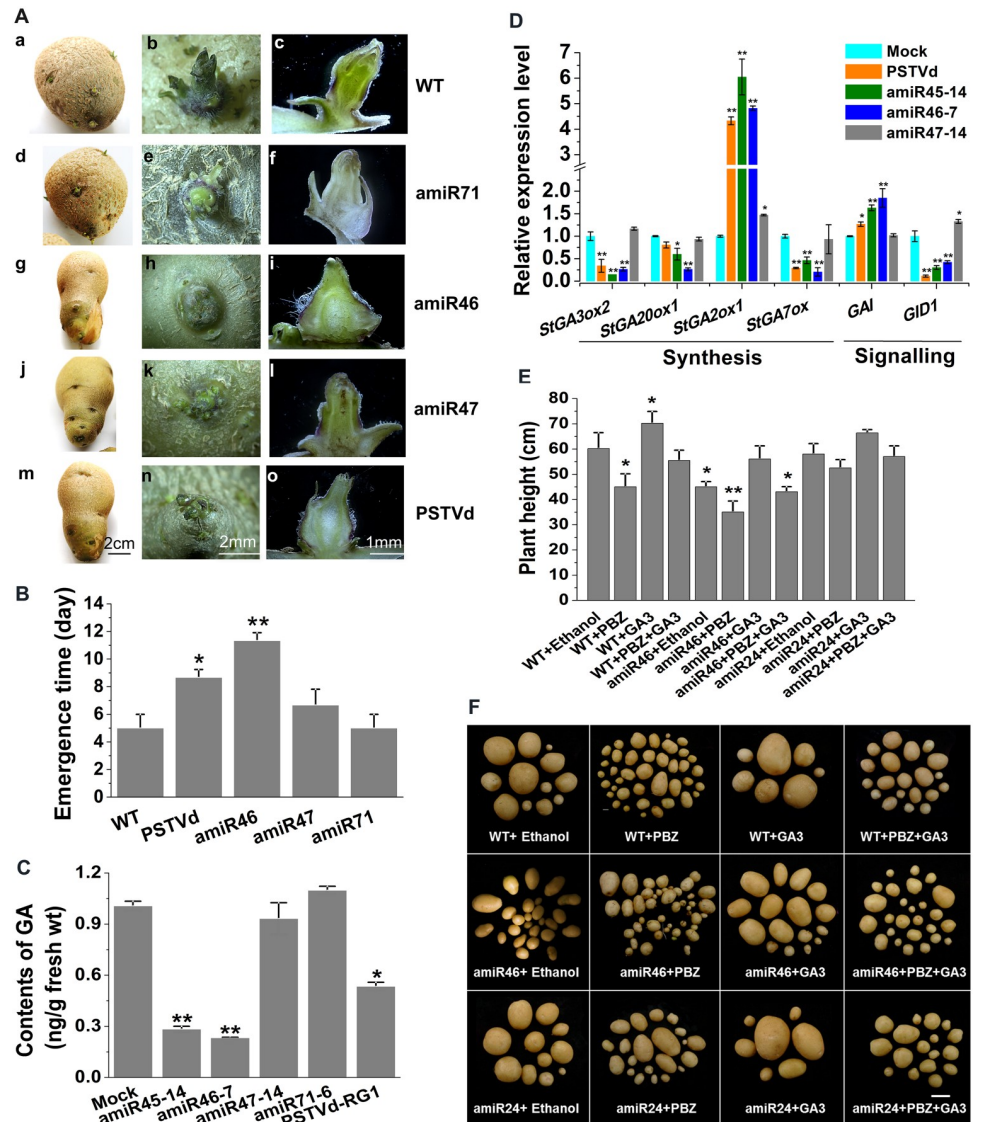 A
a
b
c
WT
d
e
f
amiR71
g
h
i
amiR46
j
k
l
amiR47
m
n
o
PSTVd
2cm
2mm
1mm
B
Emergence time (day)
14
12
10
8
6
4
2
0
*
**
WT
PSTVd
amiR46
amiR47
amiR71
C
Contents of GA
(ng/g fresh wt)
1.2
0.9
0.6
0.3
0.0
**
**
*
Mock
amiR45-14
amiR46-7
amiR47-14
amiR71-6
PSTVd-RG1
D
Relative expression level
7
6
5
4
3
2.0
1.5
1.0
0.5
0.0
Mock
PSTVd
amiR45-14
amiR46-7
amiR47-14
** ** **
* **
** ** ** *
** ** **
* ** **
** ** ** *
StGA3ox2
StGA20ox1
StGA2ox1
StGA7ox
GAI
GID1
Synthesis
Signalling
E
Plant height (cm)
80
70
60
50
40
30
20
10
0
*
*
*
**
*
WT+Ethanol
WT+PBZ
WT+GA3
WT+PBZ+GA3
amiR46+Ethanol
amiR46+PBZ
amiR46+GA3
amiR46+PBZ+GA3
amiR24+Ethanol
amiR24+PBZ
amiR24+GA3
amiR24+PBZ+GA3
F
WT+ Ethanol
WT+PBZ
WT+GA3
WT+PBZ+GA3
amiR46+ Ethanol
amiR46+PBZ
amiR46+GA3
amiR46+PBZ+GA3
amiR24+ Ethanol
amiR24+PBZ
amiR24+GA3
amiR24+PBZ+GA3